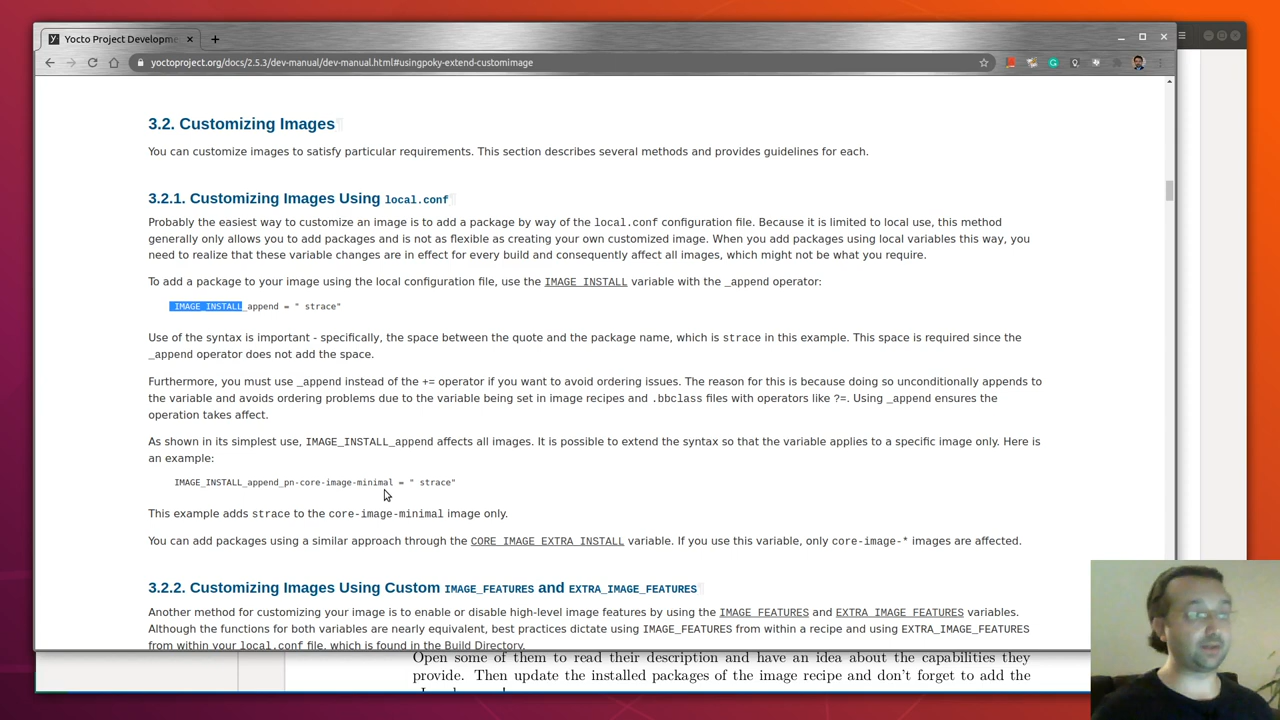 Yocto Project Developme
yoctoproject.org/docs/2.5.3/dev-manual/dev-manual.html#usingpoky-extend-customimage
3.2. Customizing Images
You can customize images to satisfy particular requirements. This section describes several methods and provides guidelines for each.
3.2.1. Customizing Images Using local.conf
Probably the easiest way to customize an image is to add a package by way of the local.conf configuration file. Because it is limited to local use, this method
generally only allows you to add packages and is not as flexible as creating your own customized image. When you add packages using local variables this way, you
need to realize that these variable changes are in effect for every build and consequently affect all images, which might not be what you require.
To add a package to your image using the local configuration file, use the IMAGE_INSTALL variable with the _append operator:
IMAGE_INSTALL_append = " strace"
Use of the syntax is important - specifically, the space between the quote and the package name, which is strace in this example. This space is required since the
_append operator does not add the space.
Furthermore, you must use _append instead of the += operator if you want to avoid ordering issues. The reason for this is because doing so unconditionally appends to
the variable and avoids ordering problems due to the variable being set in image recipes and .bbclass files with operators like ?=. Using _append ensures the
operation takes affect.
As shown in its simplest use, IMAGE_INSTALL_append affects all images. It is possible to extend the syntax so that the variable applies to a specific image only. Here is
an example:
IMAGE_INSTALL_append_pn-core-image-minimal = " strace"
This example adds strace to the core-image-minimal image only.
You can add packages using a similar approach through the CORE_IMAGE_EXTRA_INSTALL variable. If you use this variable, only core-image-* images are affected.
3.2.2. Customizing Images Using Custom IMAGE_FEATURES and EXTRA_IMAGE_FEATURES
Another method for customizing your image is to enable or disable high-level image features by using the IMAGE_FEATURES and EXTRA_IMAGE_FEATURES variables.
Although the functions for both variables are nearly equivalent, best practices dictate using IMAGE_FEATURES from within a recipe and using EXTRA_IMAGE_FEATURES
from within your local.conf file, which is found in the Build Directory.
Open some of them to read their description and have an idea about the capabilities they
provide. Then update the installed packages of the image recipe and don't forget to add the